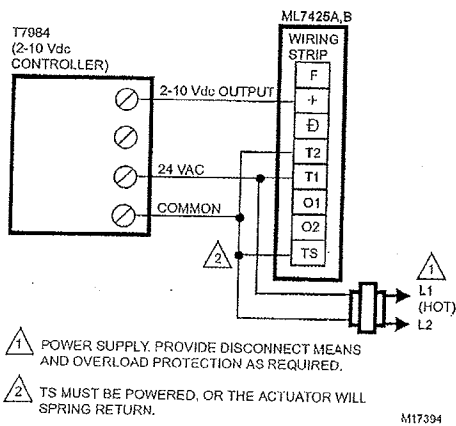 ML7425A,B
T7984
(2-10 Vdc
CONTROLLER)
WIRING
STRIP
F
2-10 Vdc OUTPUT
+
Đ
T2
24 VAC
T1
O1
COMMON
O2
2
TS
1
L1
(HOT)
L2
1 POWER SUPPLY. PROVIDE DISCONNECT MEANS
AND OVERLOAD PROTECTION AS REQUIRED.
2 TS MUST BE POWERED, OR THE ACTUATOR WILL
SPRING RETURN.
M17394